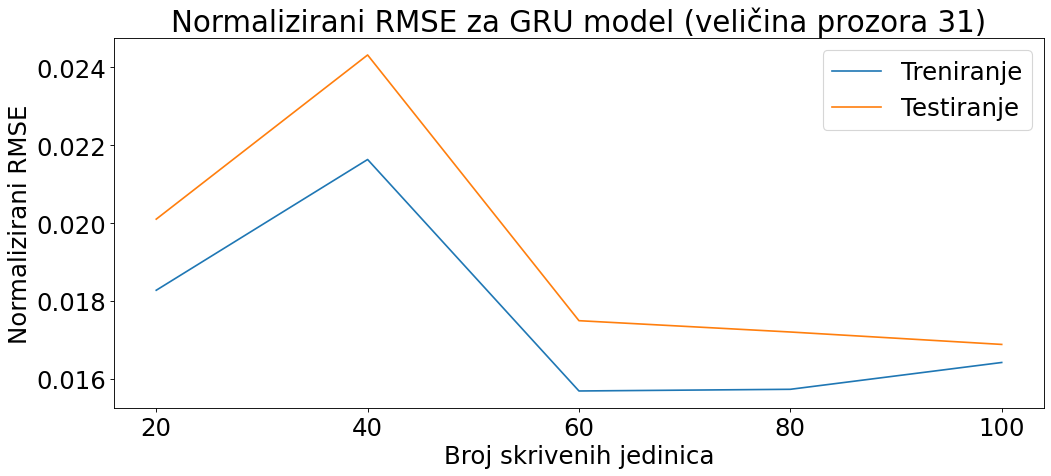 Normalizirani RMSE za GRU model (veličina prozora 31)
Treniranje
Testiranje
Normalizirani RMSE
0.024
0.022
0.020
0.018
0.016
20 40 60 80 100
Broj skrivenih jedinica